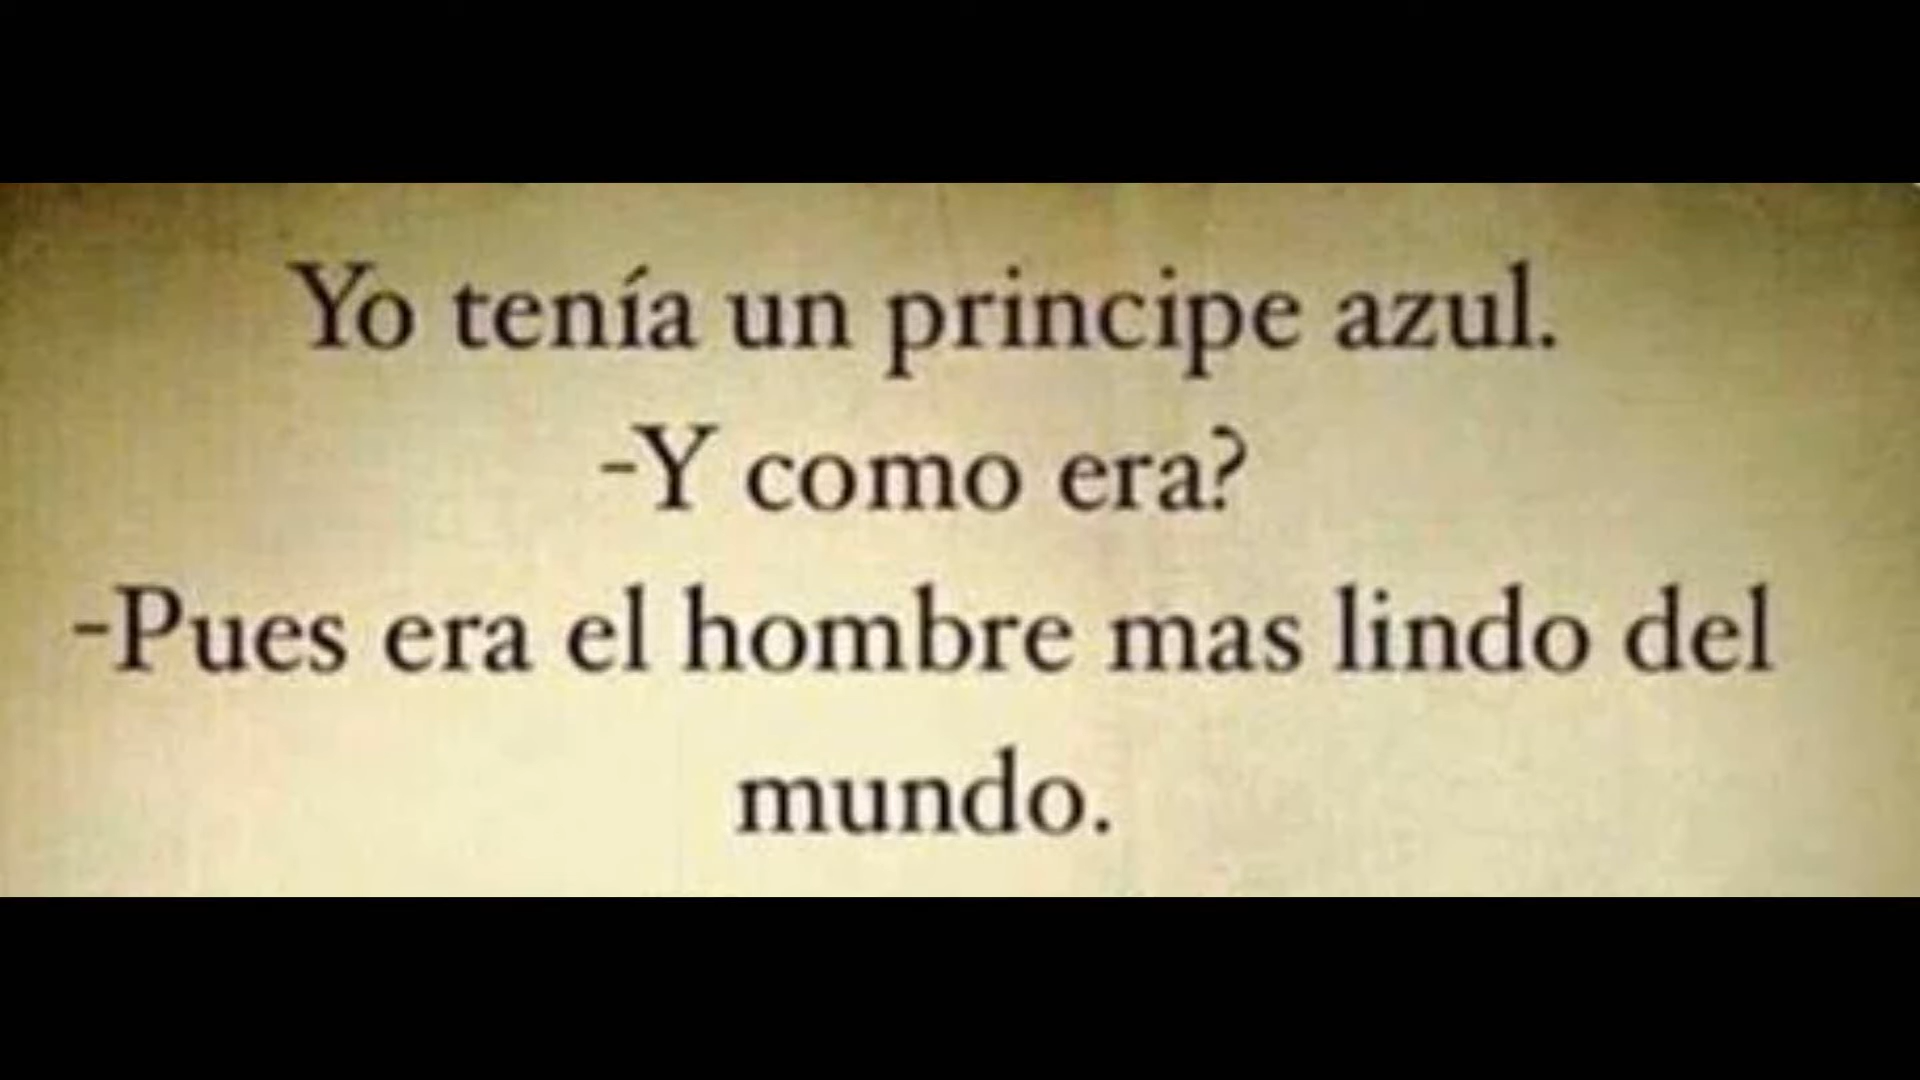 Yo tenía un principe azul.
-Y como era?
-Pues era el hombre mas lindo del
mundo.